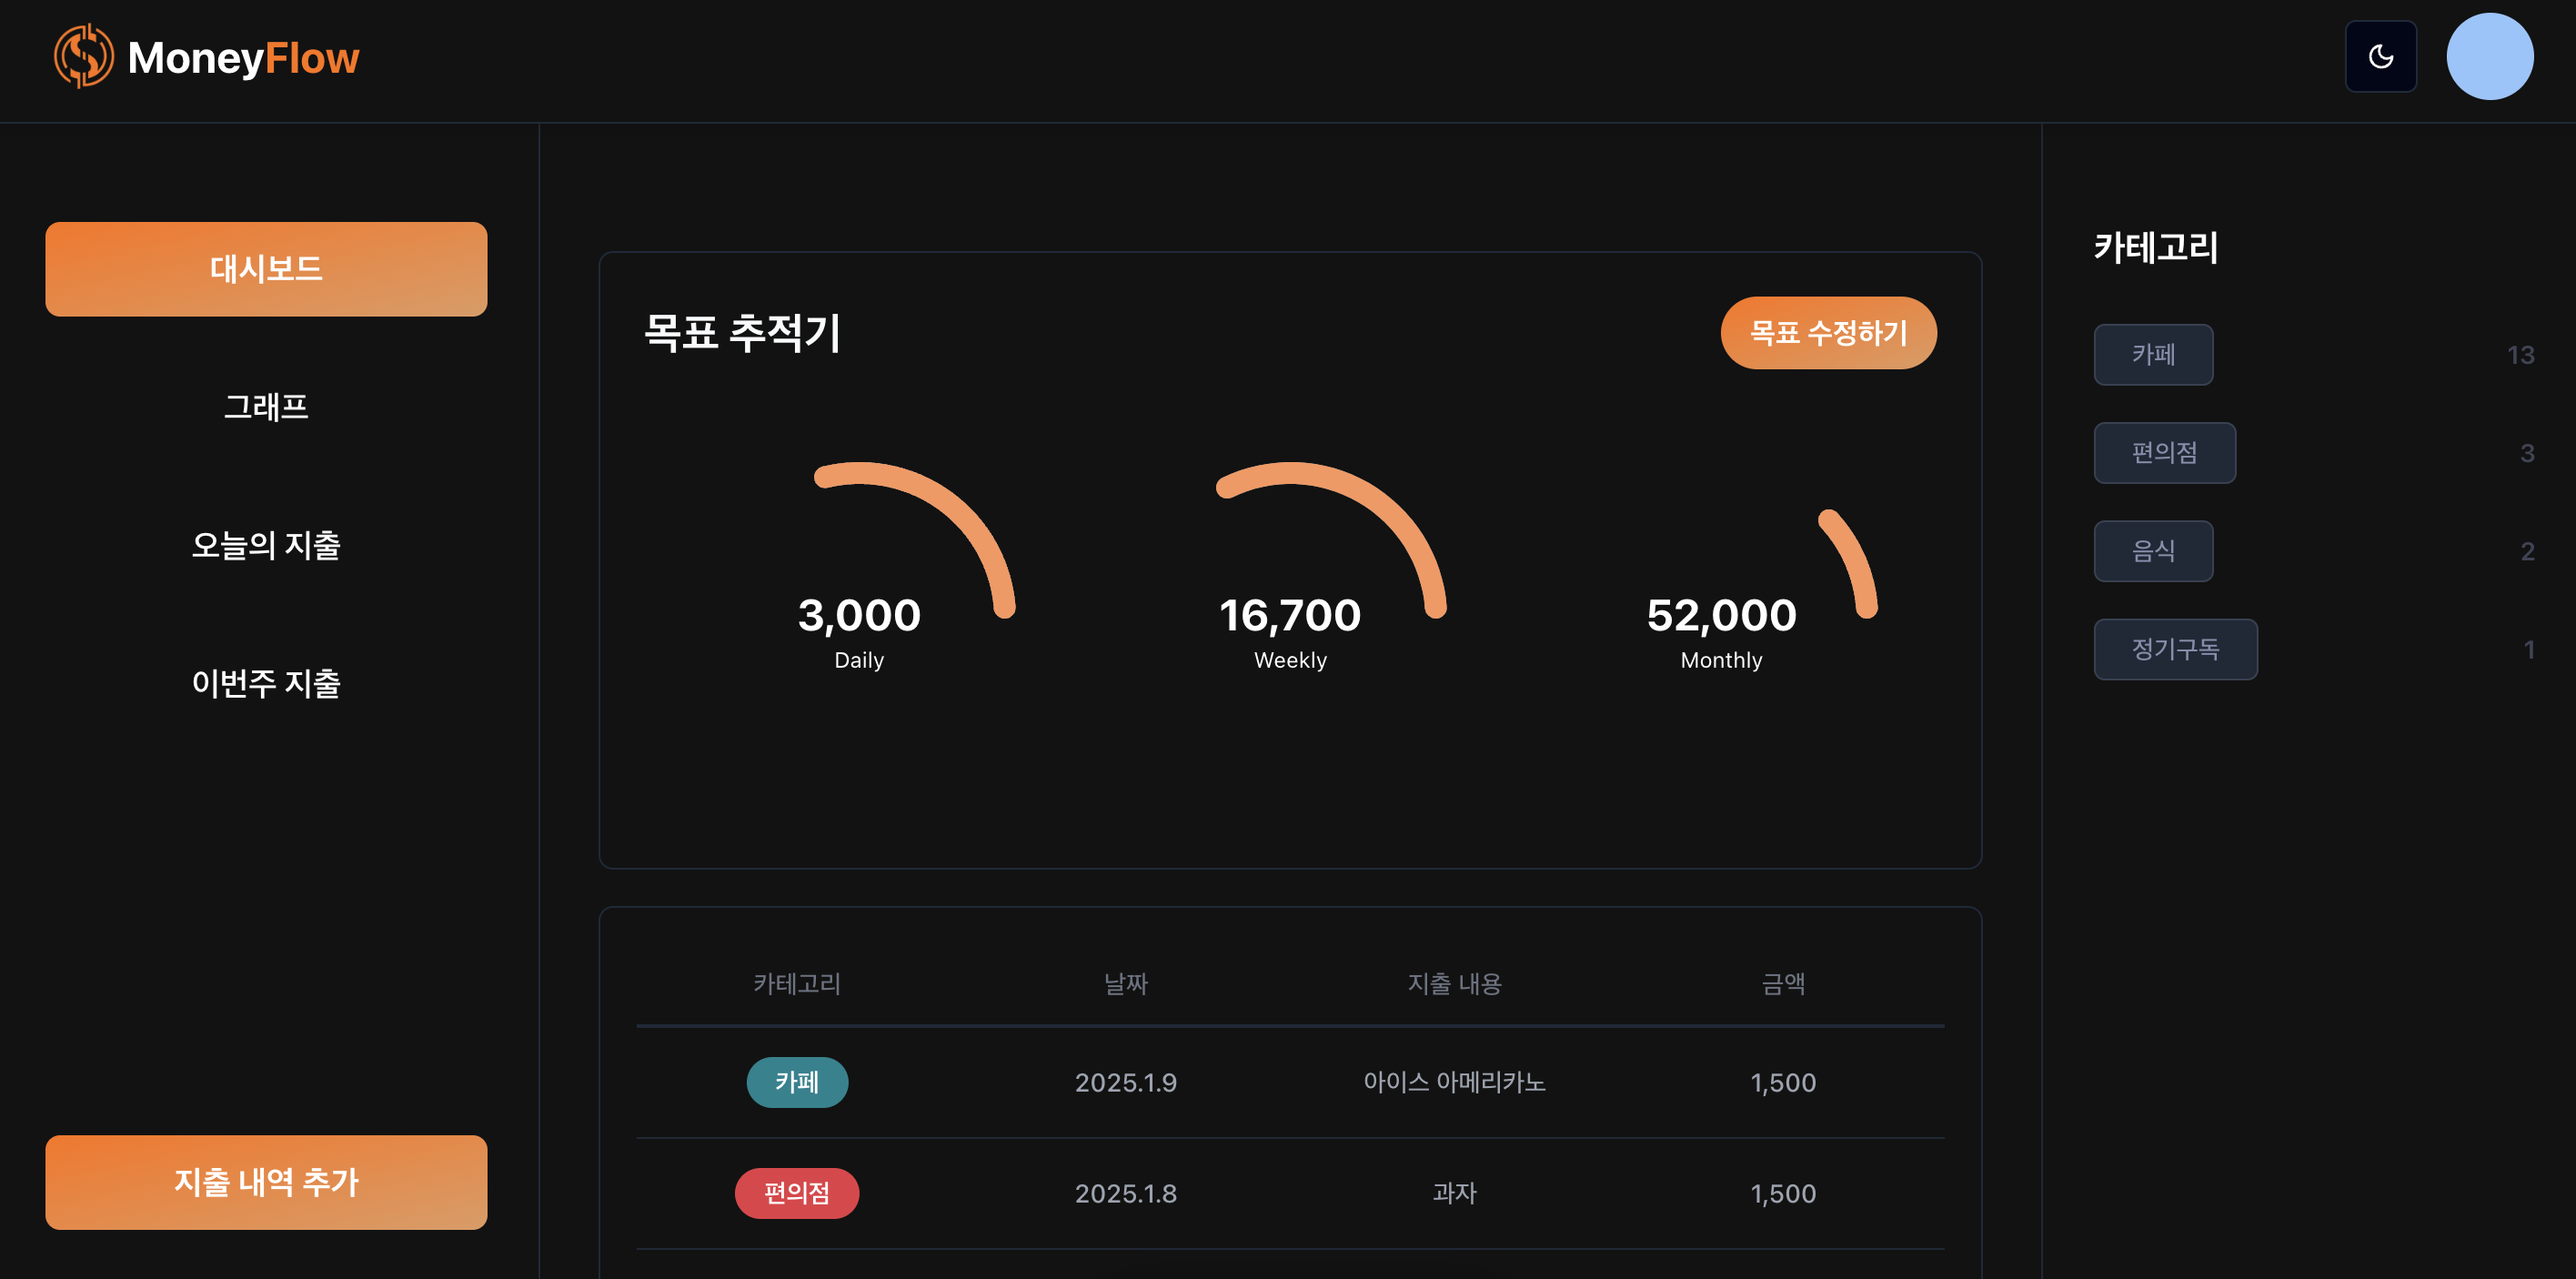 MoneyFlow
대시보드
그래프
오늘의 지출
이번주 지출
지출 내역 추가
목표 추적기
목표 수정하기
3,000
Daily
16,700
Weekly
52,000
Monthly
카테고리 날짜 지출 내용 금액
카페 2025.1.9 아이스 아메리카노 1,500
편의점 2025.1.8 과자 1,500
카테고리
카페 13
편의점 3
음식 2
정기구독 1